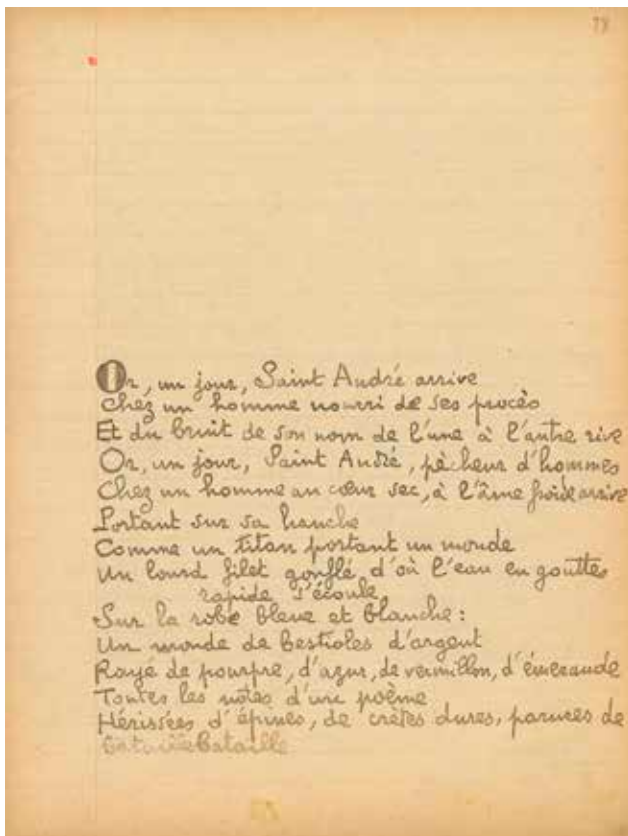 78
Or, un jour, Saint André arrive
Chez un homme nourri de ses procès
Et du bruit de son nom de l'une à l'autre rive
Or, un jour, Saint André, pêcheur d'hommes
Chez un homme au cœur sec, à l'âme froide arrive
Portant sur sa hanche
Comme un titan portant un monde
Un lourd filet gonflé d'où l'eau en gouttes
rapide s'écoule
Sur la robe bleue et blanche :
Un monde de bestioles d'argent
Rayé de pourpre, d'azur, de vermillon, d'émeraude
Toutes les notes d'un poème
Hérissées d'épines, de crêtes dures, parures de
bataille bataille